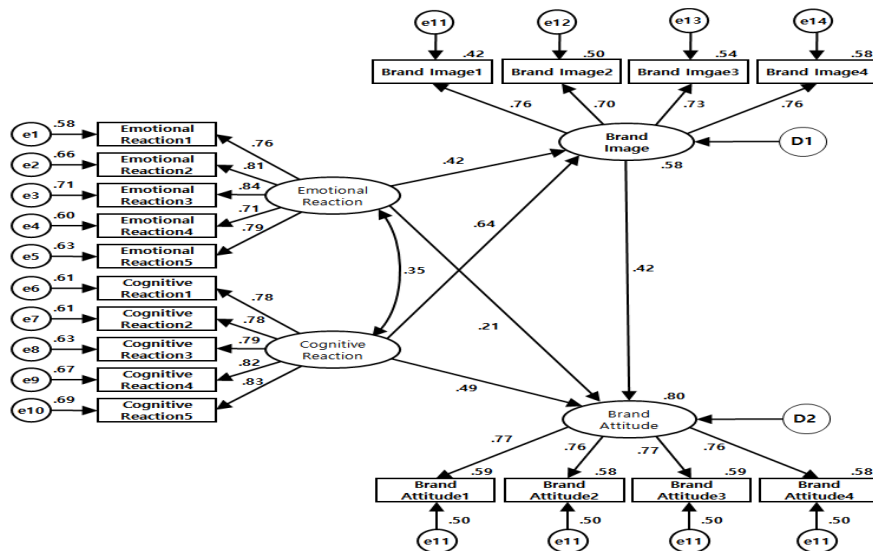 e11
e12
e13
e14
.42
.50
.54
.58
Brand Image1
Brand Image2
Brand Imgae3
Brand Image4
.76
.70
.73
.76
Brand
Image
.58
D1
e1
.58
Emotional
Reaction1
e2
.66
Emotional
Reaction2
e3
.71
Emotional
Reaction3
e4
.60
Emotional
Reaction4
e5
.63
Emotional
Reaction5
.76
.81
.84
.71
.79
Emotional
Reaction
.42
.64
.35
.21
.42
e6
.61
Cognitive
Reaction1
e7
.61
Cognitive
Reaction2
e8
.63
Cognitive
Reaction3
e9
.67
Cognitive
Reaction4
e10
.69
Cognitive
Reaction5
.78
.78
.79
.82
.83
Cognitive
Reaction
.49
.80
Brand
Attitude
D2
.77
.76
.77
.76
.59
.58
.59
.58
Brand
Attitude1
Brand
Attitude2
Brand
Attitude3
Brand
Attitude4
.50
.50
.50
.50
e11
e11
e11
e11